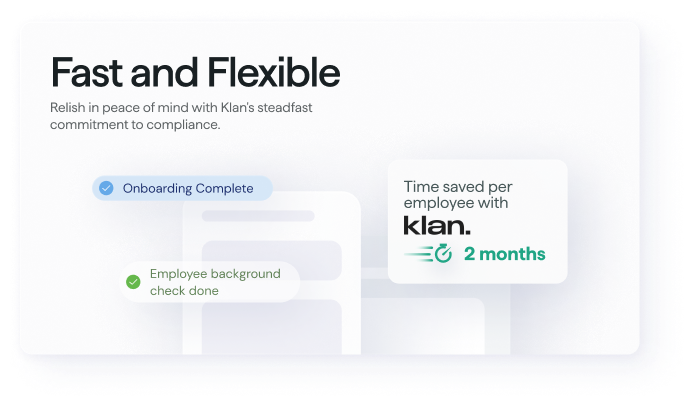 Fast and Flexible
Relish in peace of mind with Klan's steadfast
commitment to compliance.
Onboarding Complete
Employee background
check done
Time saved per
employee with
klan.
2 months